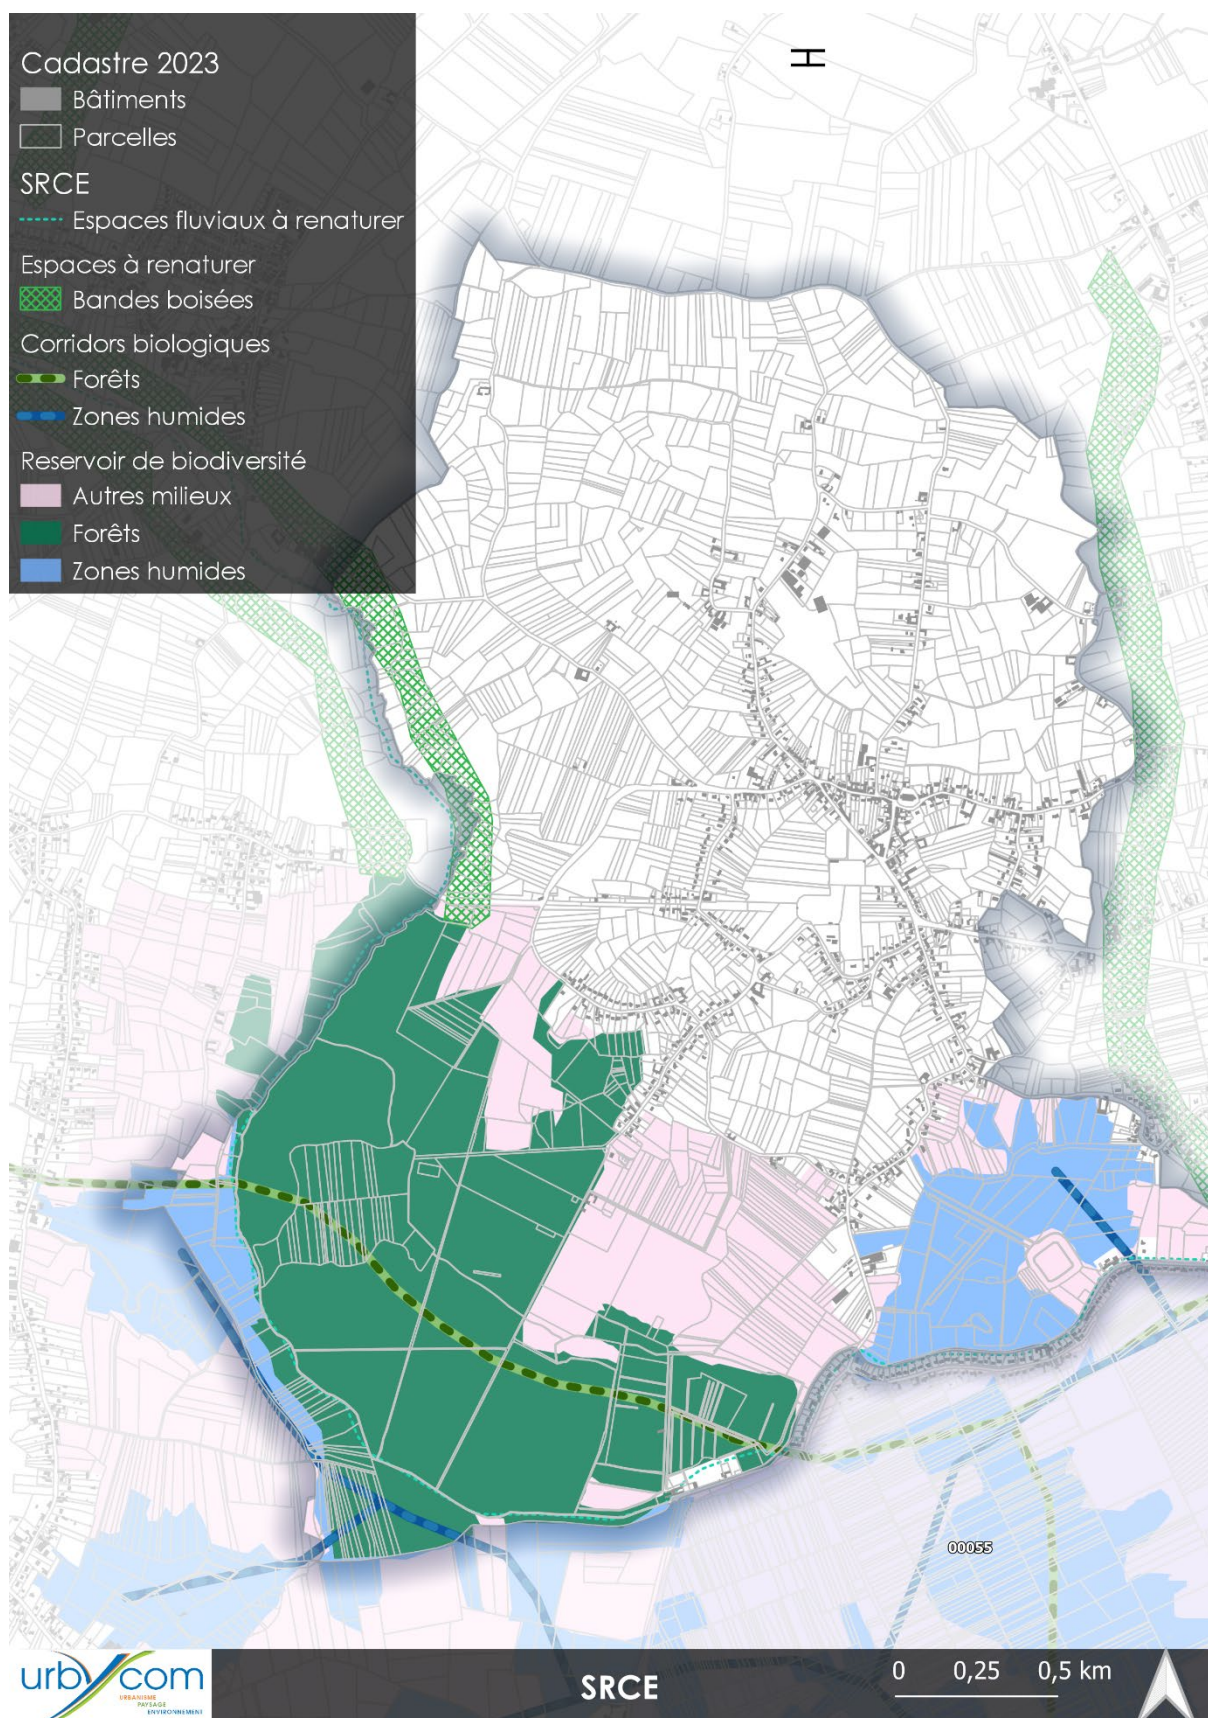 Cadastre 2023
Bâtiments
Parcelles
SRCE
Espaces fluviaux à renaturer
Espaces à renaturer
Bandes boisées
Corridors biologiques
Forêts
Zones humides
Reservoir de biodiversité
Autres milieux
Forêts
Zones humides
00055
urbycom
URBANISME
PAYSAGE
ENVIRONNEMENT
SRCE
0 0,25 0,5 km